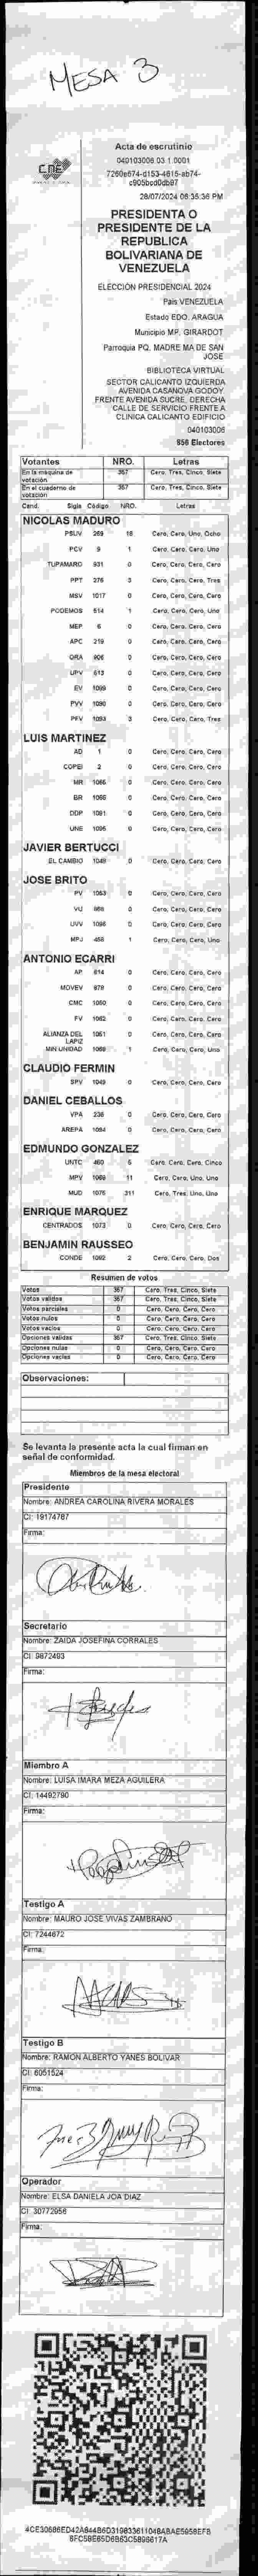 MESA 3
Acta de escrutinio
040103006.03.1.0001
7260e674-d153-4615-ab74-
c905bcd0db97
28/07/2024 06:35:36 PM
CNE
PRESIDENTA O
PRESIDENTE DE LA
REPUBLICA
BOLIVARIANA DE
VENEZUELA
ELECCIÓN PRESIDENCIAL 2024
País VENEZUELA
Estado EDO. ARAGUA
Municipio MP. GIRARDOT
Parroquia PQ. MADRE MA DE SAN
JOSE
BIBLIOTECA VIRTUAL
SECTOR CALICANTO IZQUIERDA
AVENIDA CASANOVA GODOY
FRENTE AVENIDA SUCRE. DERECHA
CALLE DE SERVICIO FRENTE A
CLINICA CALICANTO EDIFICIO
040103006
856 Electores
Votantes NRO. Letras
En la máquina de votación 357 Cero, Tres, Cinco, Siete
En el cuaderno de votación 357 Cero, Tres, Cinco, Siete
Cand. Sigla Código NRO. Letras
NICOLAS MADURO
PSUV 269 18 Cero, Cero, Uno, Ocho
PCV 9 1 Cero, Cero, Cero, Uno
TUPAMARO 931 0 Cero, Cero, Cero, Cero
PPT 276 3 Cero, Cero, Cero, Tres
MSV 1017 0 Cero, Cero, Cero, Cero
PODEMOS 514 1 Cero, Cero, Cero, Uno
MEP 6 0 Cero, Cero, Cero, Cero
APC 219 0 Cero, Cero, Cero, Cero
ORA 906 0 Cero, Cero, Cero, Cero
UPV 613 0 Cero, Cero, Cero, Cero
EV 1099 0 Cero, Cero, Cero, Cero
PVV 1090 0 Cero, Cero, Cero, Cero
PFV 1093 3 Cero, Cero, Cero, Tres
LUIS MARTINEZ
AD 1 0 Cero, Cero, Cero, Cero
COPEI 2 0 Cero, Cero, Cero, Cero
MR 1065 0 Cero, Cero, Cero, Cero
BR 1066 0 Cero, Cero, Cero, Cero
DDP 1091 0 Cero, Cero, Cero, Cero
UNE 1095 0 Cero, Cero, Cero, Cero
JAVIER BERTUCCI
EL CAMBIO 1049 0 Cero, Cero, Cero, Cero
JOSE BRITO
PV 1053 0 Cero, Cero, Cero, Cero
VU 0 Cero, Cero, Cero, Cero
UVV 1096 0 Cero, Cero, Cero, Cero
MPJ 455 1 Cero, Cero, Cero, Uno
ANTONIO ECARRI
AP 614 0 Cero, Cero, Cero, Cero
MOVEV 678 0 Cero, Cero, Cero, Cero
CMC 1050 0 Cero, Cero, Cero, Cero
FV 1062 0 Cero, Cero, Cero, Cero
ALIANZA DEL LAPIZ 1051 0 Cero, Cero, Cero, Cero
MIN UNIDAD 1069 1 Cero, Cero, Cero, Uno
CLAUDIO FERMIN
SPV 1043 0 Cero, Cero, Cero, Cero
DANIEL CEBALLOS
VPA 236 0 Cero, Cero, Cero, Cero
AREPA 1084 0 Cero, Cero, Cero, Cero
EDMUNDO GONZALEZ
UNTC 460 5 Cero, Cero, Cero, Cinco
MPV 1069 11 Cero, Cero, Uno, Uno
MUD 1075 311 Cero, Tres, Uno, Uno
ENRIQUE MARQUEZ
CENTRADOS 1073 0 Cero, Cero, Cero, Cero
BENJAMIN RAUSSEO
CONDE 1092 2 Cero, Cero, Cero, Dos
Resumen de votos
Votos 357 Cero, Tres, Cinco, Siete
Votos válidos 357 Cero, Tres, Cinco, Siete
Votos parciales 0 Cero, Cero, Cero, Cero
Votos nulos 0 Cero, Cero, Cero, Cero
Votos vacíos 0 Cero, Cero, Cero, Cero
Opciones válidas 357 Cero, Tres, Cinco, Siete
Opciones nulas 0 Cero, Cero, Cero, Cero
Opciones vacías 0 Cero, Cero, Cero, Cero
Observaciones:
Se levanta la presente acta la cual firman en
señal de conformidad.
Miembros de la mesa electoral
Presidente
Nombre: ANDREA CAROLINA RIVERA MORALES
CI: 19174787
Firma:
Secretario
Nombre: ZAIDA JOSEFINA CORRALES
CI: 9872493
Firma:
Miembro A
Nombre: LUISA IMARA MEZA AGUILERA
CI: 14492790
Firma:
Testigo A
Nombre: MAURO JOSE VIVAS ZAMBRANO
CI: 7244672
Firma:
Testigo B
Nombre: RAMON ALBERTO YANES BOLIVAR
CI: 6051524
Firma:
Operador
Nombre: ELSA DANIELA JOA DIAZ
CI: 30772956
Firma:
4CE30686ED42A844B6D319833611048ABAE5958EFB
8FC5BE65D6B63C5898617A